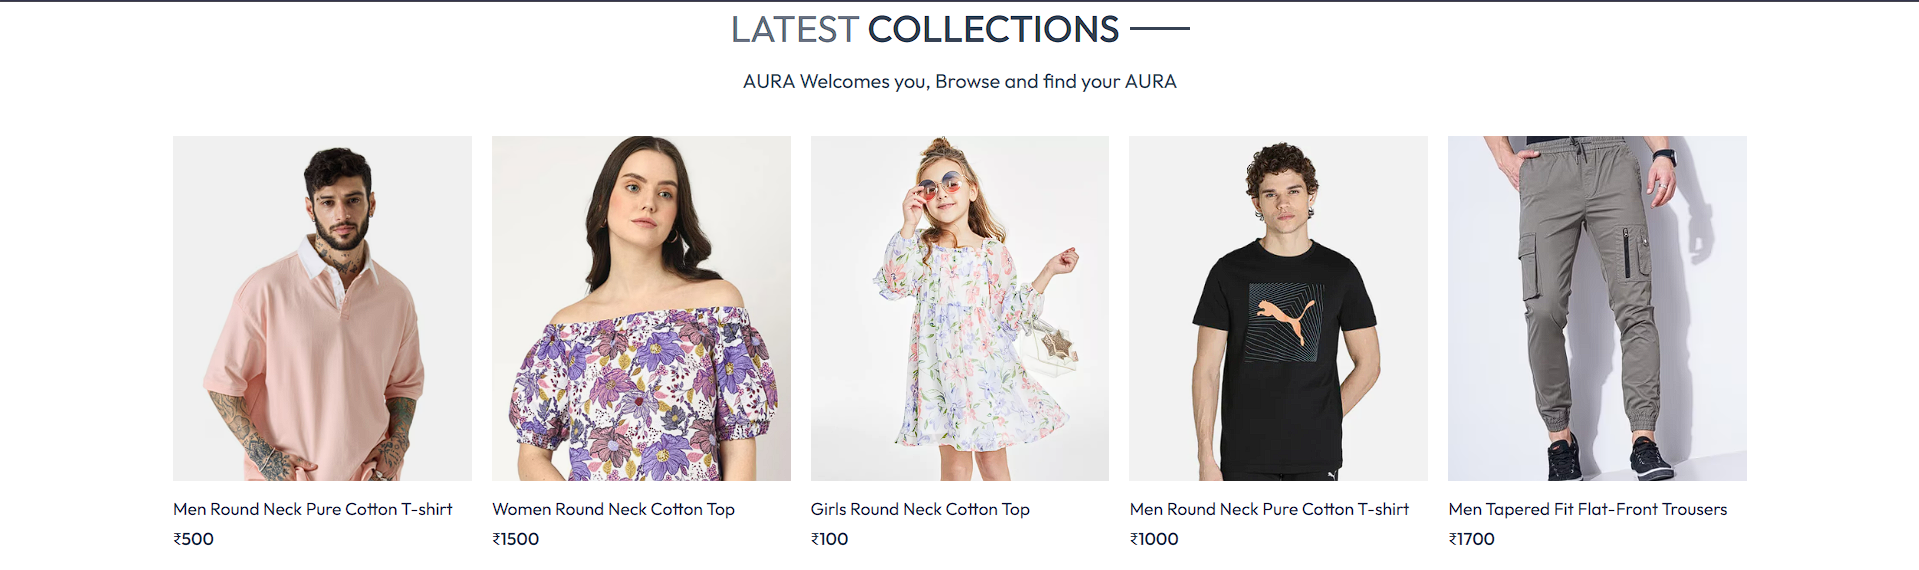 LATEST COLLECTIONS
AURA Welcomes you, Browse and find your AURA
Men Round Neck Pure Cotton T-shirt
₹500
Women Round Neck Cotton Top
₹1500
Girls Round Neck Cotton Top
₹100
Men Round Neck Pure Cotton T-shirt
₹1000
Men Tapered Fit Flat-Front Trousers
₹1700